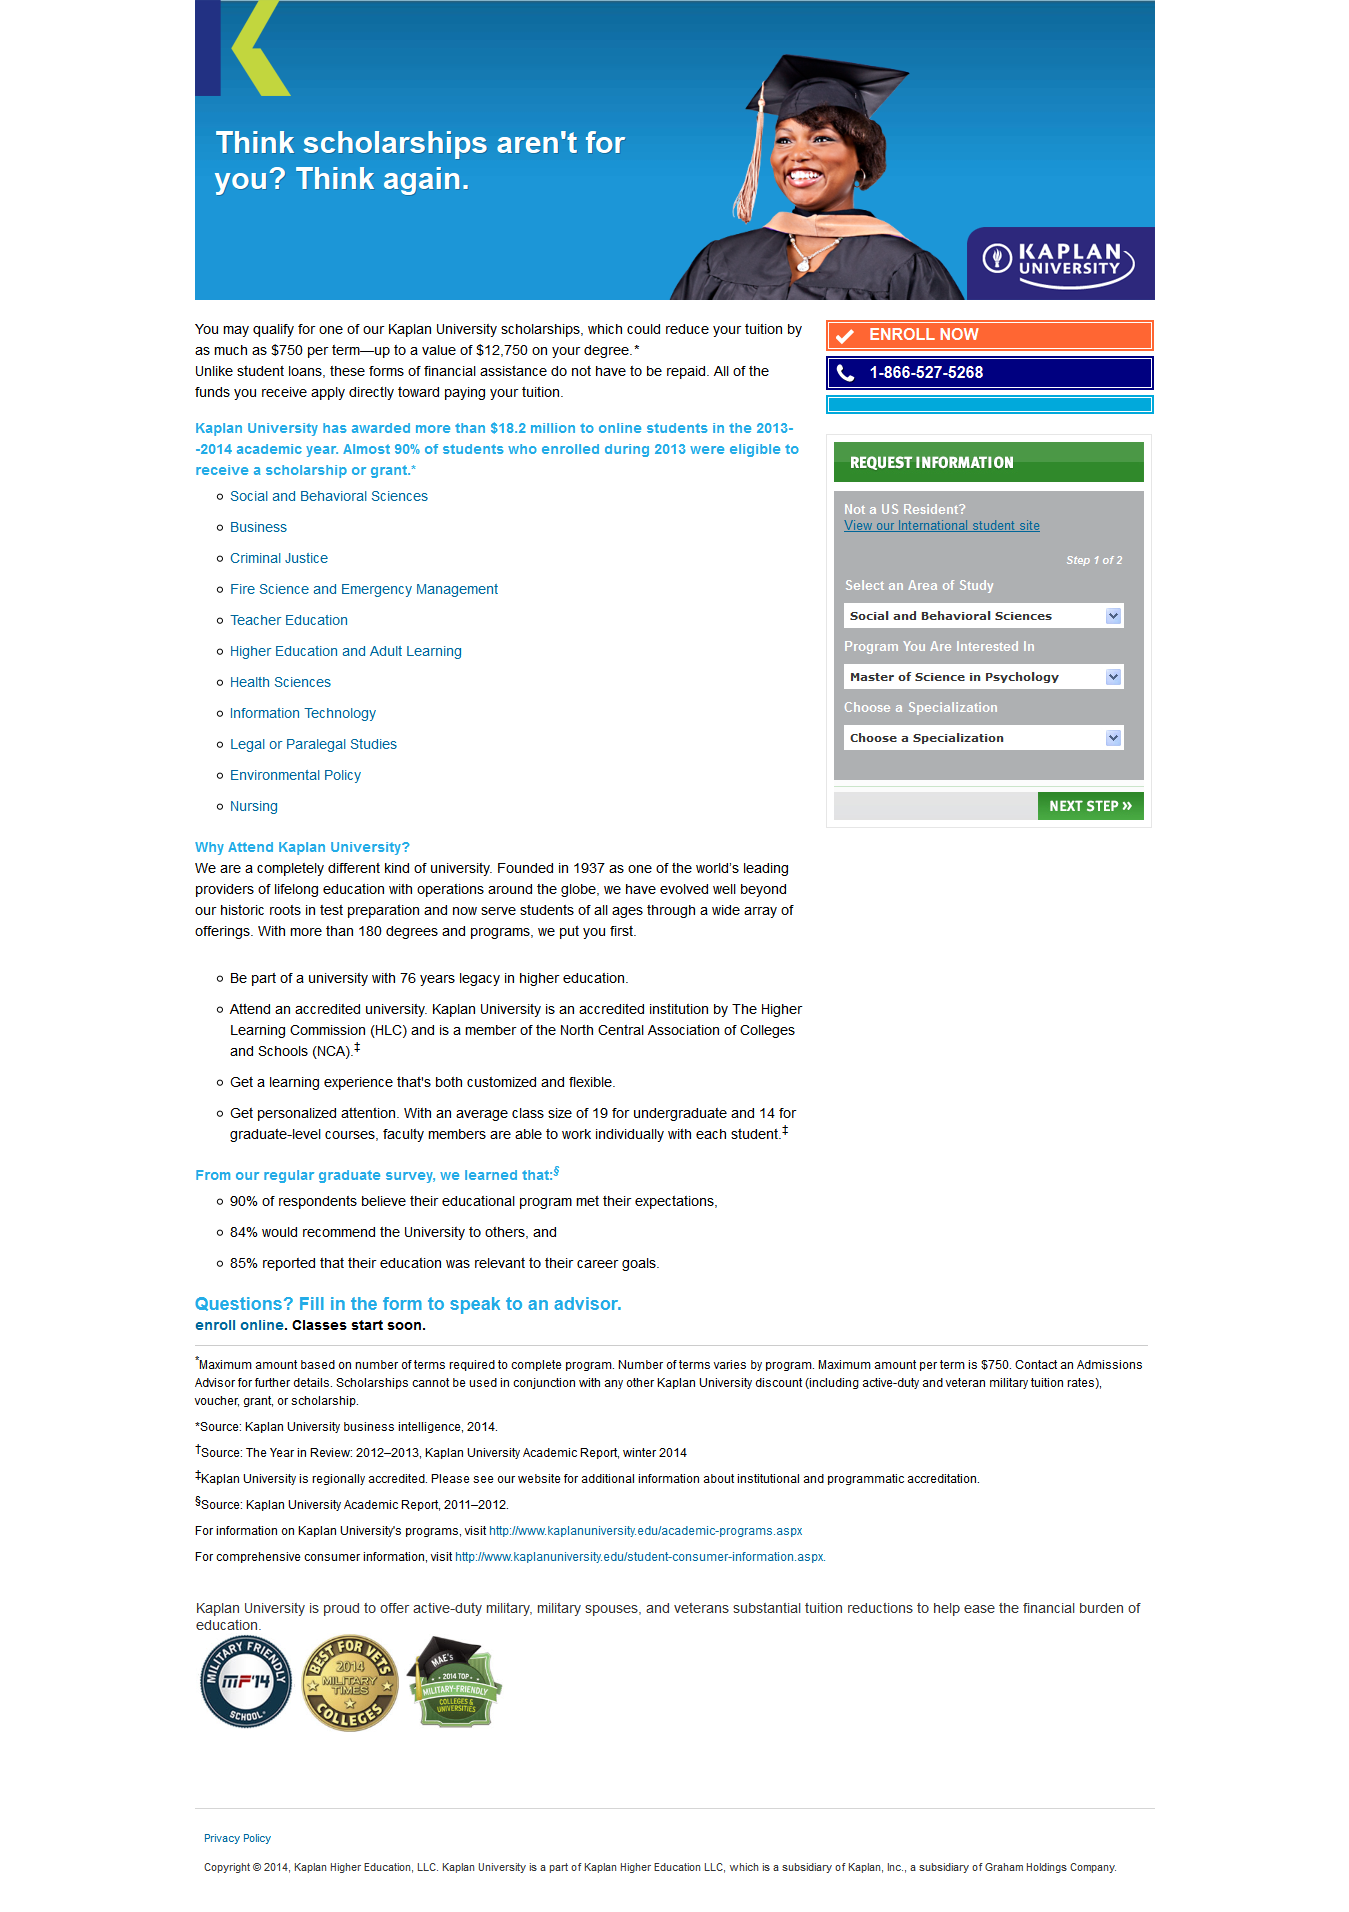 Think scholarships aren't for
you? Think again.
KAPLAN
UNIVERSITY
You may qualify for one of our Kaplan University scholarships, which could reduce your tuition by
as much as $750 per term—up to a value of $12,750 on your degree.*
Unlike student loans, these forms of financial assistance do not have to be repaid. All of the
funds you receive apply directly toward paying your tuition.
Kaplan University has awarded more than $18.2 million to online students in the 2013-
-2014 academic year. Almost 90% of students who enrolled during 2013 were eligible to
receive a scholarship or grant.*
Social and Behavioral Sciences
Business
Criminal Justice
Fire Science and Emergency Management
Teacher Education
Higher Education and Adult Learning
Health Sciences
Information Technology
Legal or Paralegal Studies
Environmental Policy
Nursing
Why Attend Kaplan University?
We are a completely different kind of university. Founded in 1937 as one of the world's leading
providers of lifelong education with operations around the globe, we have evolved well beyond
our historic roots in test preparation and now serve students of all ages through a wide array of
offerings. With more than 180 degrees and programs, we put you first.
Be part of a university with 76 years legacy in higher education.
Attend an accredited university. Kaplan University is an accredited institution by The Higher
Learning Commission (HLC) and is a member of the North Central Association of Colleges
and Schools (NCA).‡
Get a learning experience that's both customized and flexible.
Get personalized attention. With an average class size of 19 for undergraduate and 14 for
graduate-level courses, faculty members are able to work individually with each student.‡
From our regular graduate survey, we learned that:§
90% of respondents believe their educational program met their expectations,
84% would recommend the University to others, and
85% reported that their education was relevant to their career goals.
Questions? Fill in the form to speak to an advisor.
enroll online. Classes start soon.
ENROLL NOW
1-866-527-5268
REQUEST INFORMATION
Not a US Resident?
View our International student site
Step 1 of 2
Select an Area of Study
Social and Behavioral Sciences
Program You Are Interested In
Master of Science in Psychology
Choose a Specialization
Choose a Specialization
NEXT STEP »
*Maximum amount based on number of terms required to complete program. Number of terms varies by program. Maximum amount per term is $750. Contact an Admissions
Advisor for further details. Scholarships cannot be used in conjunction with any other Kaplan University discount (including active-duty and veteran military tuition rates),
voucher, grant, or scholarship.
*Source: Kaplan University business intelligence, 2014.
†Source: The Year in Review: 2012–2013, Kaplan University Academic Report, winter 2014
‡Kaplan University is regionally accredited. Please see our website for additional information about institutional and programmatic accreditation.
§Source: Kaplan University Academic Report, 2011–2012.
For information on Kaplan University's programs, visit http://www.kaplanuniversity.edu/academic-programs.aspx
For comprehensive consumer information, visit http://www.kaplanuniversity.edu/student-consumer-information.aspx.
Kaplan University is proud to offer active-duty military, military spouses, and veterans substantial tuition reductions to help ease the financial burden of
education.
MILITARY FRIENDLY
MF'14
SCHOOL®
BEST FOR VETS
2014
MILITARY
TIMES
COLLEGES
MAE's
2014 TOP
MILITARY-FRIENDLY
COLLEGES &
UNIVERSITIES
Privacy Policy
Copyright © 2014, Kaplan Higher Education, LLC. Kaplan University is a part of Kaplan Higher Education LLC, which is a subsidiary of Kaplan, Inc., a subsidiary of Graham Holdings Company.